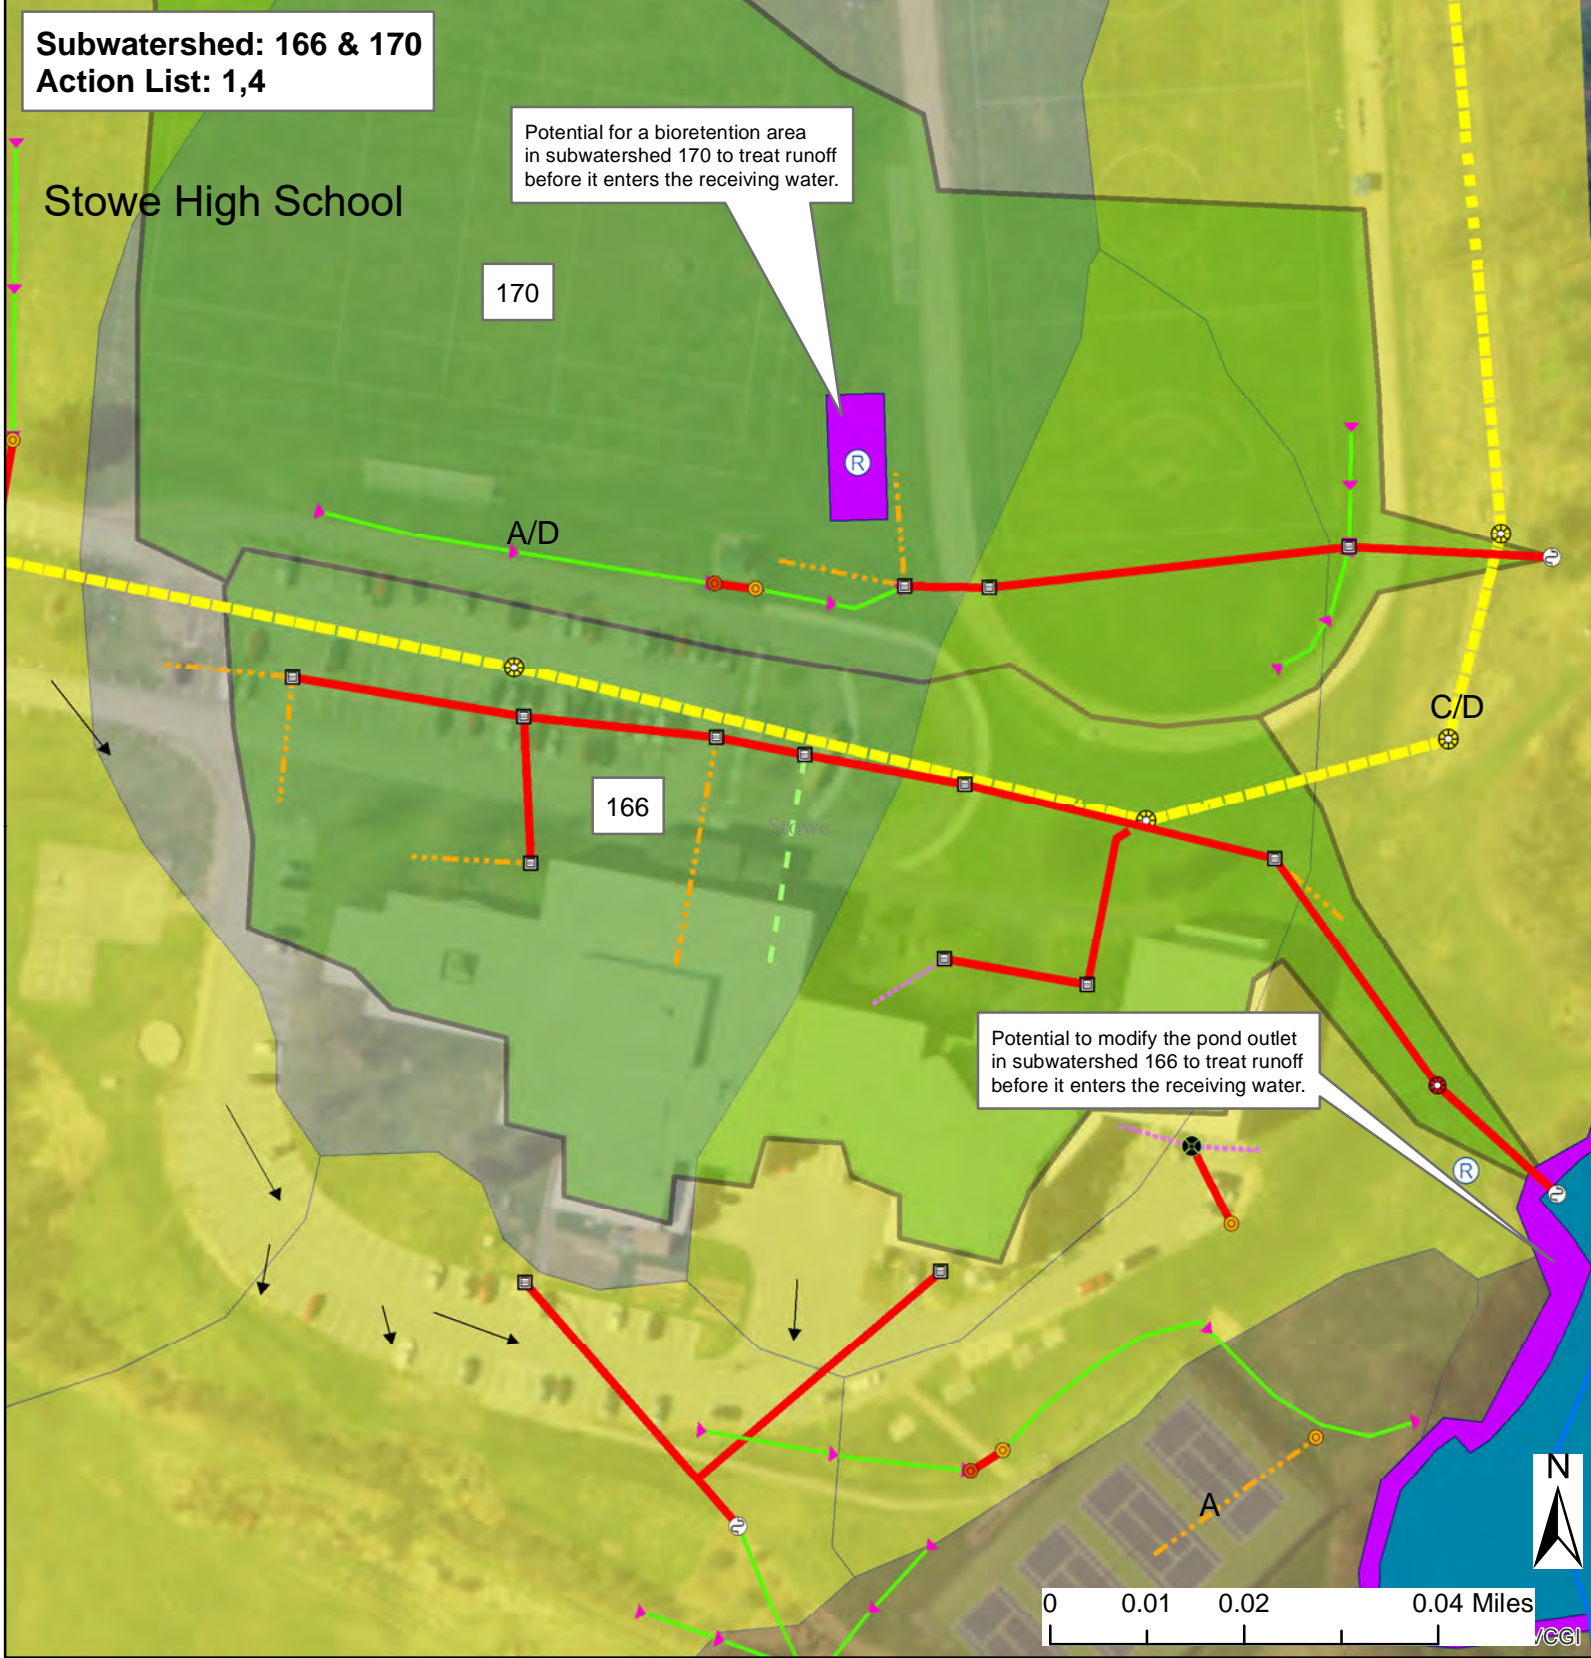 Subwatershed: 166 & 170
Action List: 1,4
Potential for a bioretention area
in subwatershed 170 to treat runoff
before it enters the receiving water.
Stowe High School
170
R
A/D
C/D
166
Stowe
Potential to modify the pond outlet
in subwatershed 166 to treat runoff
before it enters the receiving water.
R
A
N
0 0.01 0.02 0.04 Miles
VCGI